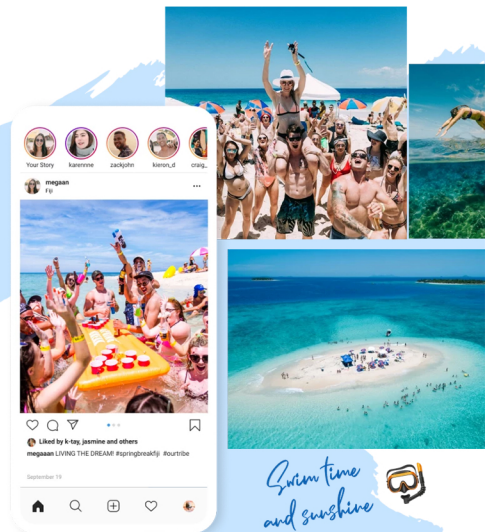 Your Story karennne zackjohn kieron_d craig_
megaan
Fiji
Liked by k-tay, jasmine and others
megaaan LIVING THE DREAM! #springbreakfiji #ourtribe
September 19
Swim time
and sunshine